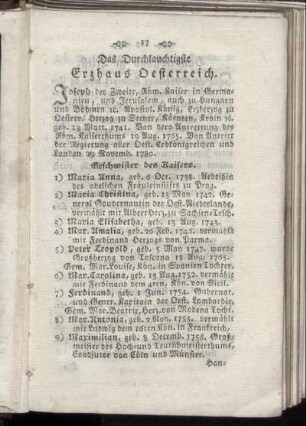 17
Das Durchlauchtigste
Erzhaus Oesterreich.
Joseph der Zweite, Röm. Kaiser in Germa-
nien, und Jerusalem, auch zu Hungarn
und Böhmen ꝛc. Apostol. König, Erzherzog zu
Oesterr. Herzog zu Steyer, Kärnten, Krain ꝛc.
geb. 13 Mart. 1741. Von dero Antrettung des
Röm. Kaiserthums 19 Aug. 1765. Von Antritt
der Regierung aller Oest. Erbkönigreichen und
Landen 29 Novemb. 1780.
Geschwister des Kaisers.
1) Maria Anna, geb. 6 Oct. 1738. Aebtißin
des adelichen Fräuleinstifts zu Prag.
2) Maria Christina, geb. 13 May 1742. Ge-
neral Gouvernantin der Oest. Niederlande,
vermählt mit Albert Herzog zu Sachsen-Tesch.
3) Maria Elisabetha, geb. 13 Aug. 1743.
4) Mar. Amalia, geb. 26 Feb. 1746. vermählt
mit Ferdinand Herzogs von Parma.
5) Peter Leopold, geb. 5 May 1747. wurde
Großherzog von Toscana 18 Aug. 1765.
Gem. Mar. Louise, Kön. in Spanien Tochter.
6) Mar. Carolina, geb. 13 Aug. 1752. vermählt
mit Ferdinand dem 4ten, Kön. von Sicil.
7) Ferdinand, geb. 1 Jun. 1754. Gubernat.
und Gener. Kapitain der Oest. Lombardie,
Gem. Mar. Beatrix, Herz. von Modena Tocht.
8) Mar. Antonia, geb. 2 Nov. 1755. vermählt
mit Ludwig dem 16ten Kön. in Frankreich,
9) Maximilian, geb. 8 Decemb. 1756. Groß-
meister des Hoch- und Teutschmeisterthums,
Coadjutor von Cöln und Münster.
Hon-